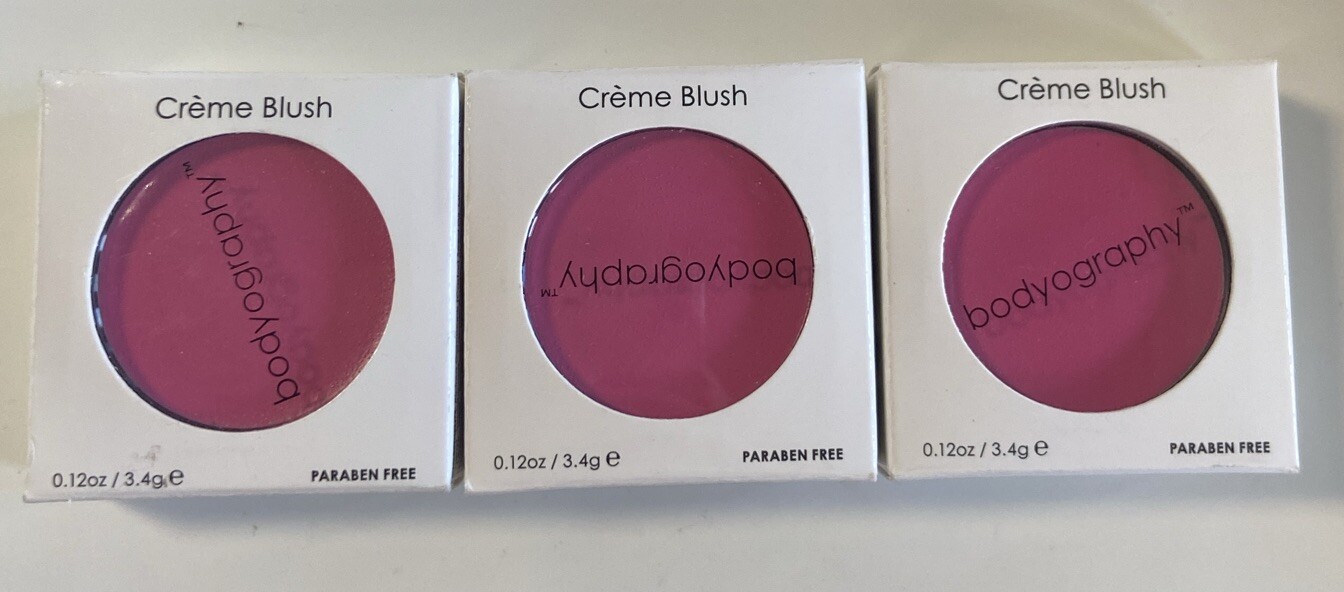 Crème Blush
bodyography™
0.12oz / 3.4g ℮
PARABEN FREE
Crème Blush
bodyography™
0.12oz / 3.4g ℮
PARABEN FREE
Crème Blush
bodyography™
0.12oz / 3.4g ℮
PARABEN FREE